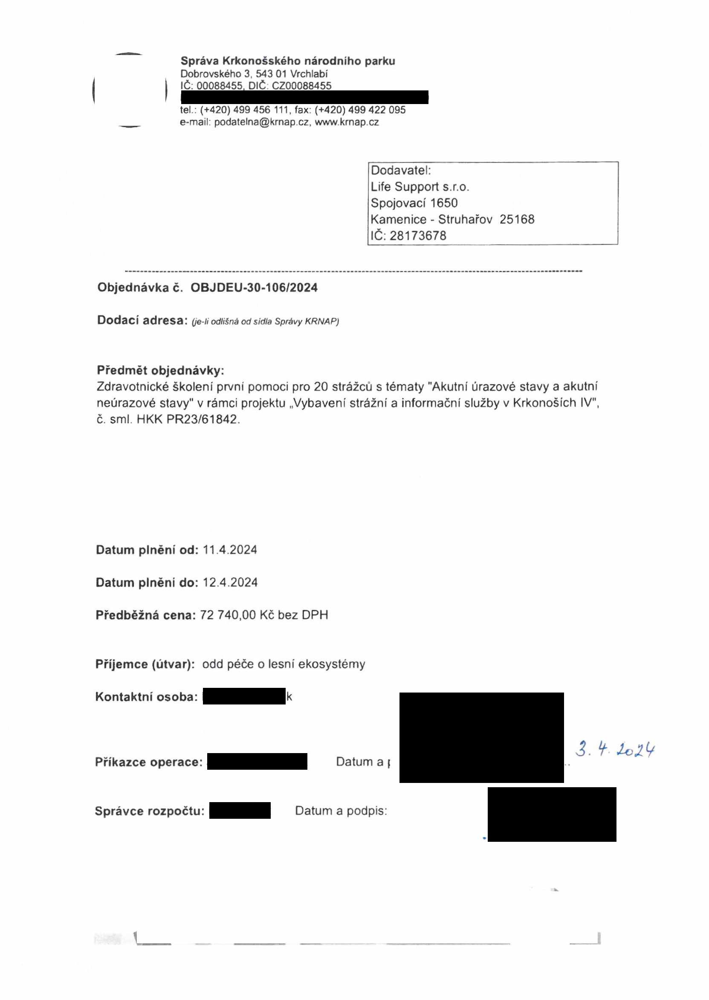 Správa Krkonošského národního parku
Dobrovského 3, 543 01 Vrchlabí
IČ: 00088455, DIČ: CZ00088455
tel.: (+420) 499 456 111, fax: (+420) 499 422 095
e-mail: podatelna@krnap.cz, www.krnap.cz
Dodavatel:
Life Support s.r.o.
Spojovací 1650
Kamenice - Struhařov 25168
IČ: 28173678
Objednávka č. OBJDEU-30-106/2024
Dodací adresa: (je-li odlišná od sídla Správy KRNAP)
Předmět objednávky:
Zdravotnické školení první pomoci pro 20 strážců s tématy "Akutní úrazové stavy a akutní
neúrazové stavy" v rámci projektu „Vybavení strážní a informační služby v Krkonoších IV",
č. sml. HKK PR23/61842.
Datum plnění od: 11.4.2024
Datum plnění do: 12.4.2024
Předběžná cena: 72 740,00 Kč bez DPH
Příjemce (útvar): odd péče o lesní ekosystémy
Kontaktní osoba: k
Příkazce operace: Datum a 3. 4. 2024
Správce rozpočtu: Datum a podpis: